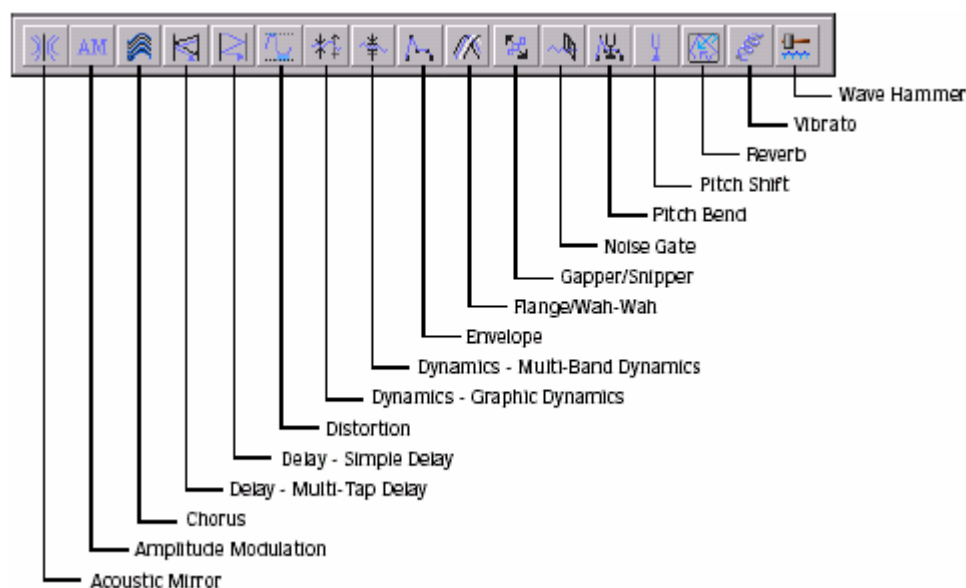 AM
Wave Hammer
Vibrato
Reverb
Pitch Shift
Pitch Bend
Noise Gate
Gapper/Snipper
Flange/Wah-Wah
Envelope
Dynamics - Multi-Band Dynamics
Dynamics - Graphic Dynamics
Distortion
Delay - Simple Delay
Delay - Multi-Tap Delay
Chorus
Amplitude Modulation
Acoustic Mirror